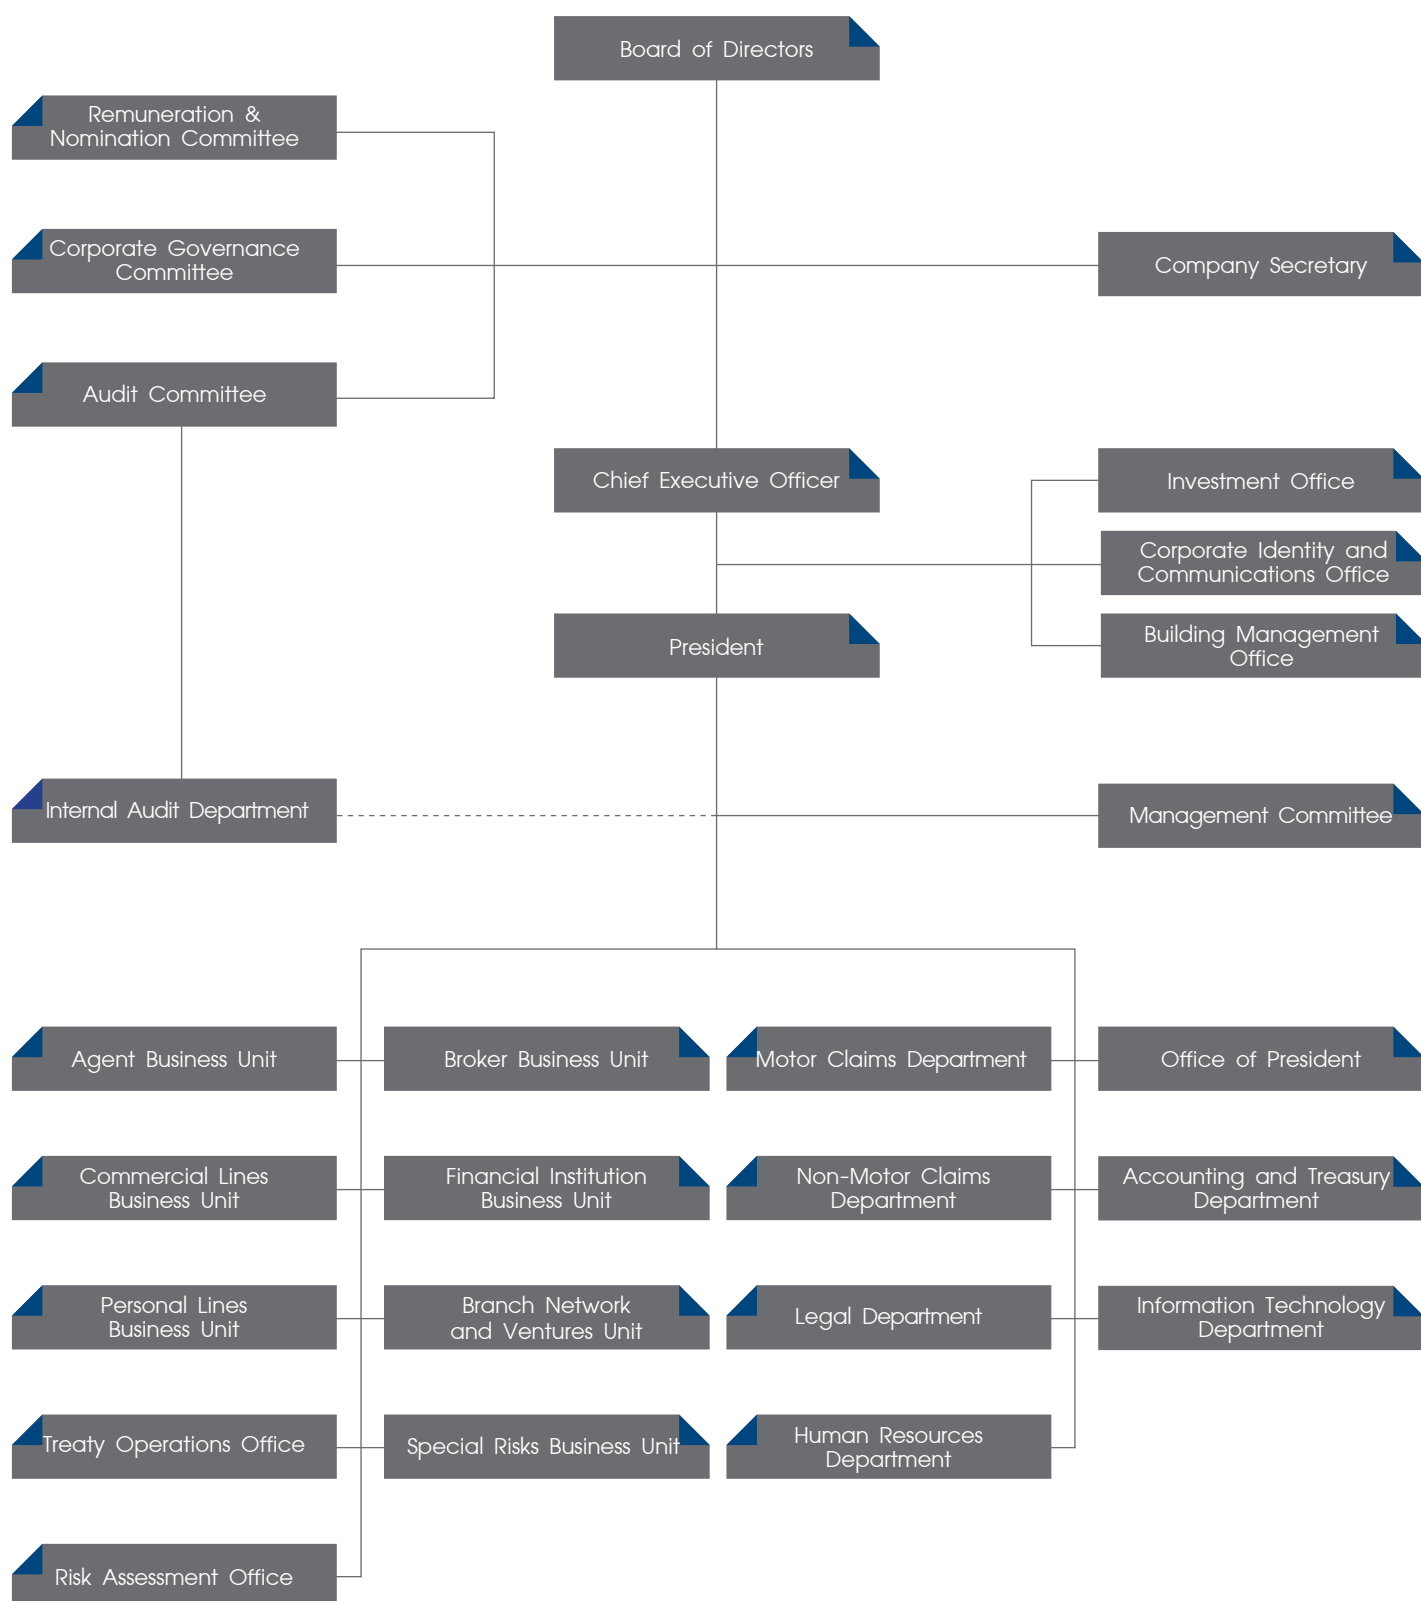 Board of Directors
Remuneration &
Nomination Committee
Corporate Governance
Committee
Company Secretary
Audit Committee
Chief Executive Officer
Investment Office
Corporate Identity and
Communications Office
President
Building Management
Office
Internal Audit Department
Management Committee
Agent Business Unit
Broker Business Unit
Motor Claims Department
Office of President
Commercial Lines
Business Unit
Financial Institution
Business Unit
Non-Motor Claims
Department
Accounting and Treasury
Department
Personal Lines
Business Unit
Branch Network
and Ventures Unit
Legal Department
Information Technology
Department
Treaty Operations Office
Special Risks Business Unit
Human Resources
Department
Risk Assessment Office